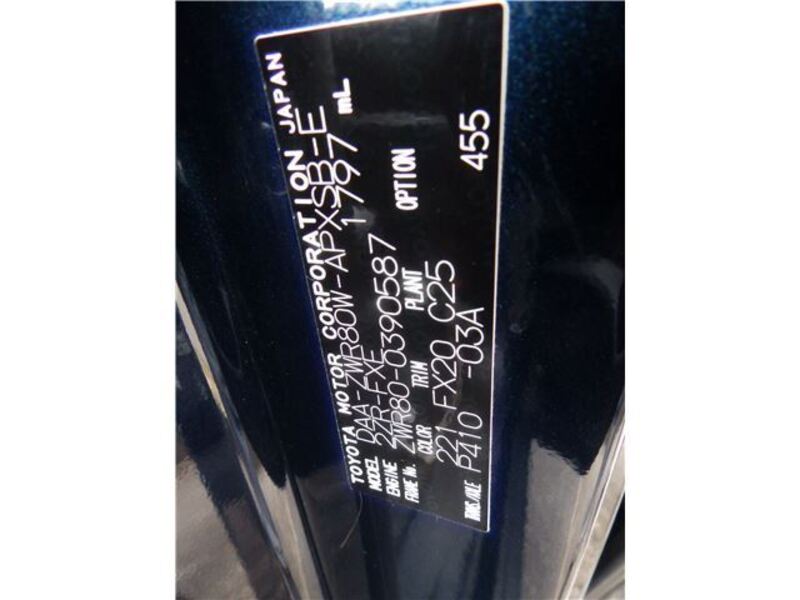 TOYOTA MOTOR CORPORATION JAPAN
MODEL DAA-ZWR80W-APXSB-E
ENGINE 2ZR-FXE 1797 mL
FRAME No. ZWR80-0390587
COLOR TRIM PLANT OPTION
221 FX20 C25 455
TRANS./AXLE P410 -03A